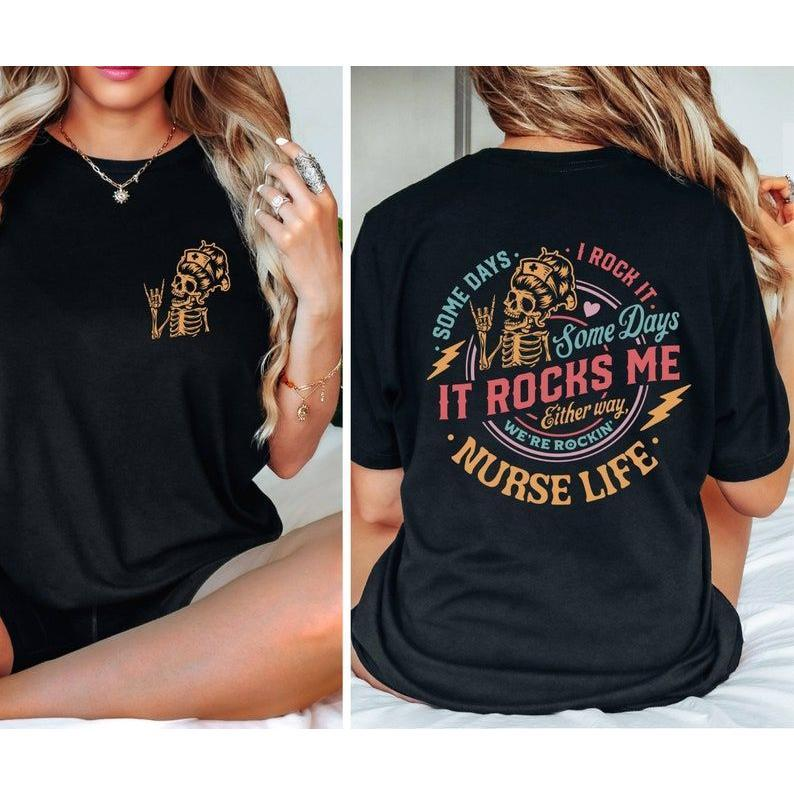 SOME DAYS · I ROCK IT ·
Some Days
IT ROCKS ME
Either way,
WE'RE ROCKIN'
· NURSE LIFE ·